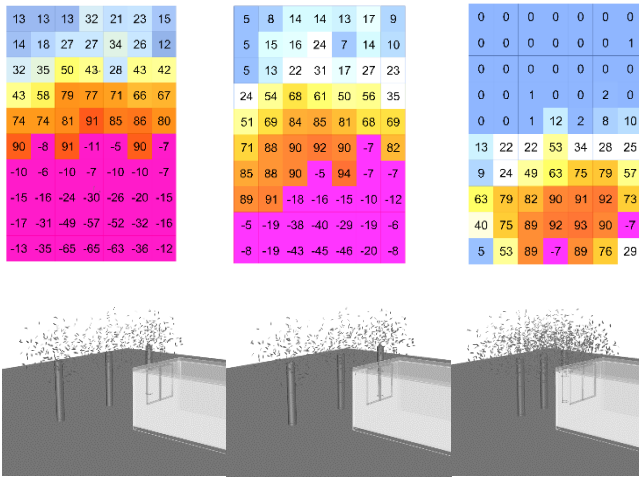 13 13 13 32 21 23 15
14 18 27 27 34 26 12
32 35 50 43 28 43 42
43 58 79 77 71 66 67
74 74 81 91 85 86 80
90 -8 91 -11 -5 90 -7
-10 -6 -10 -7 -10 -10 -7
-15 -16 -24 -30 -26 -20 -15
-17 -31 -49 -57 -52 -32 -16
-13 -35 -65 -65 -63 -36 -12
5 8 14 14 13 17 9
5 15 16 24 7 14 10
5 13 22 31 17 27 23
24 54 68 61 50 56 35
51 69 84 85 81 68 69
71 88 90 92 90 -7 82
85 88 90 -5 94 -7 -7
89 91 -18 -16 -15 -10 -12
-5 -19 -38 -40 -29 -19 -6
-8 -19 -43 -45 -46 -20 -8
0 0 0 0 0 0 0
0 0 0 0 0 0 1
0 0 0 0 0 0 0
0 0 1 0 0 2 0
0 0 1 12 2 8 10
13 22 22 53 34 28 25
9 24 49 63 75 79 57
63 79 82 90 91 92 73
40 75 89 92 93 90 -7
5 53 89 -7 89 76 29